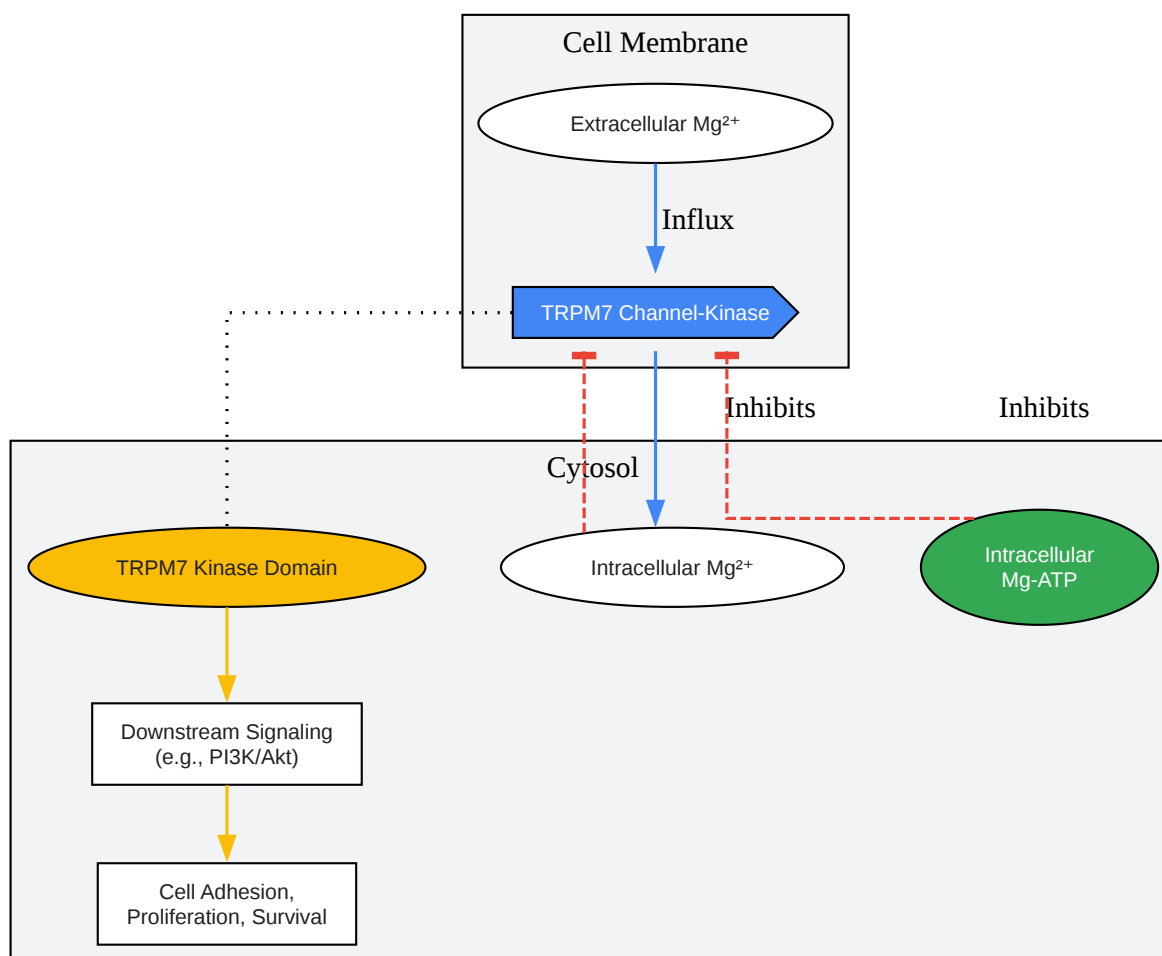 Cell Membrane
Extracellular Mg²⁺
Influx
TRPM7 Channel-Kinase
Inhibits
Inhibits
Cytosol
TRPM7 Kinase Domain
Intracellular Mg²⁺
Intracellular
Mg-ATP
Downstream Signaling
(e.g., PI3K/Akt)
Cell Adhesion,
Proliferation, Survival